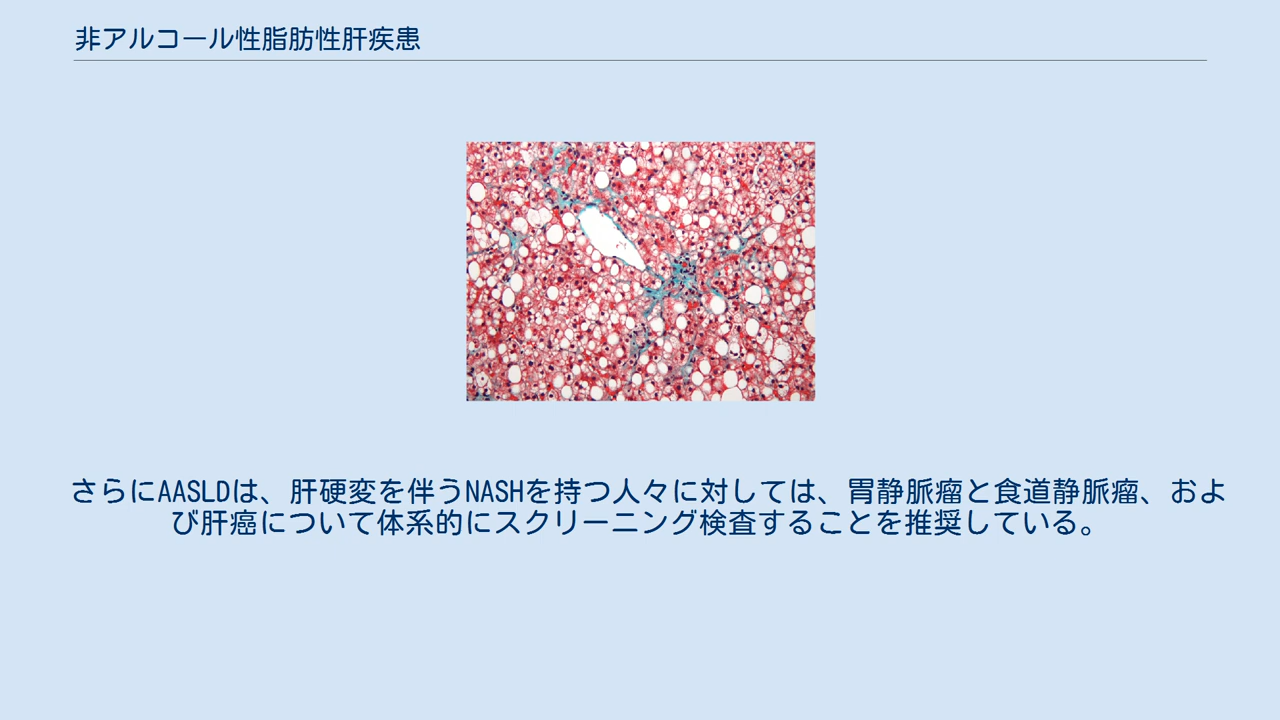 非アルコール性脂肪性肝疾患
さらにAASLDは、肝硬変を伴うNASHを持つ人々に対しては、胃静脈瘤と食道静脈瘤、およ
び肝癌について体系的にスクリーニング検査することを推奨している。